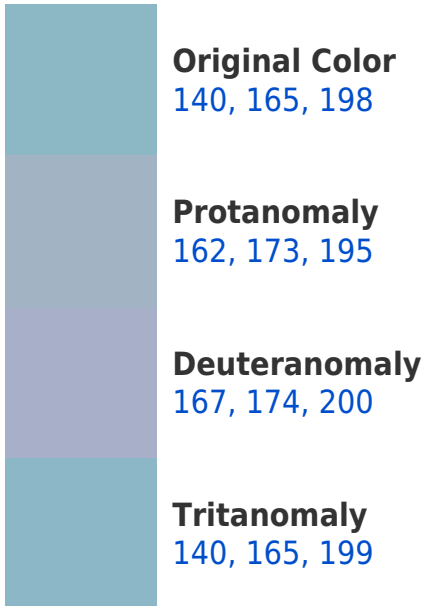 Original Color
140, 165, 198
Protanomaly
162, 173, 195
Deuteranomaly
167, 174, 200
Tritanomaly
140, 165, 199